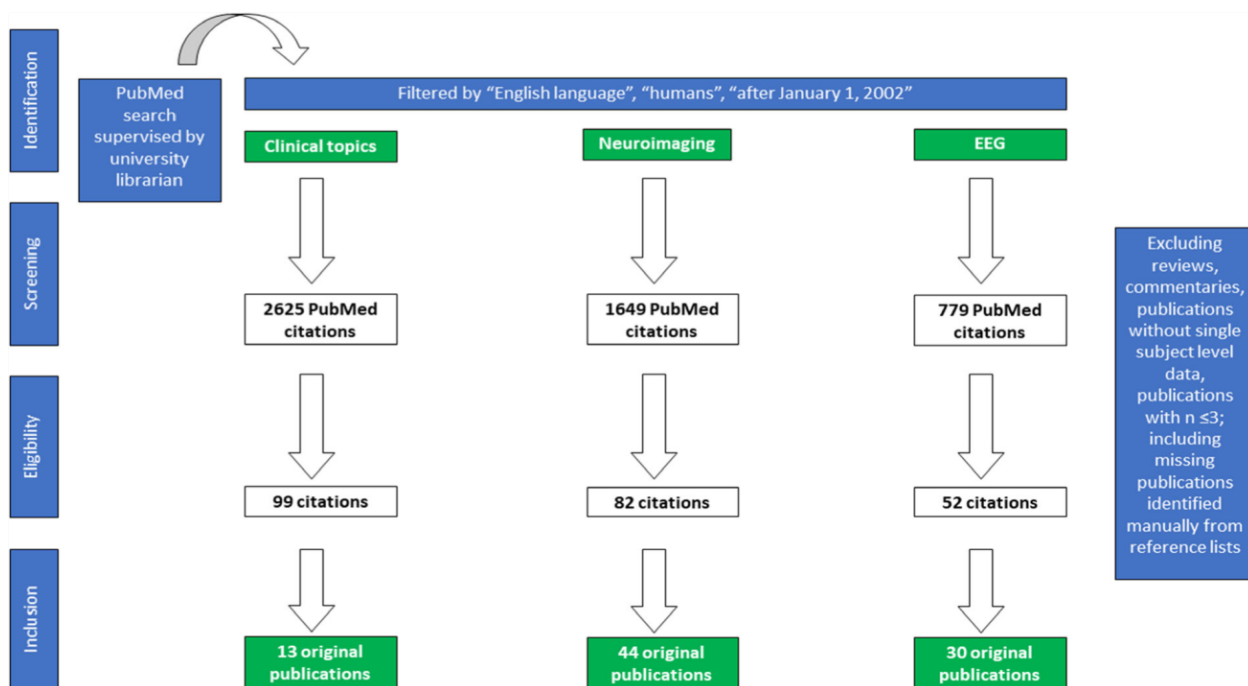 Identification
PubMed
search
supervised by
university
librarian
Filtered by “English language”, “humans”, “after January 1, 2002”
Clinical topics
Neuroimaging
EEG
Screening
2625 PubMed
citations
1649 PubMed
citations
779 PubMed
citations
Excluding
reviews,
commentaries,
publications
without single
subject level
data,
publications
with n ≤3;
including
missing
publications
identified
manually from
reference lists
Eligibility
99 citations
82 citations
52 citations
Inclusion
13 original
publications
44 original
publications
30 original
publications